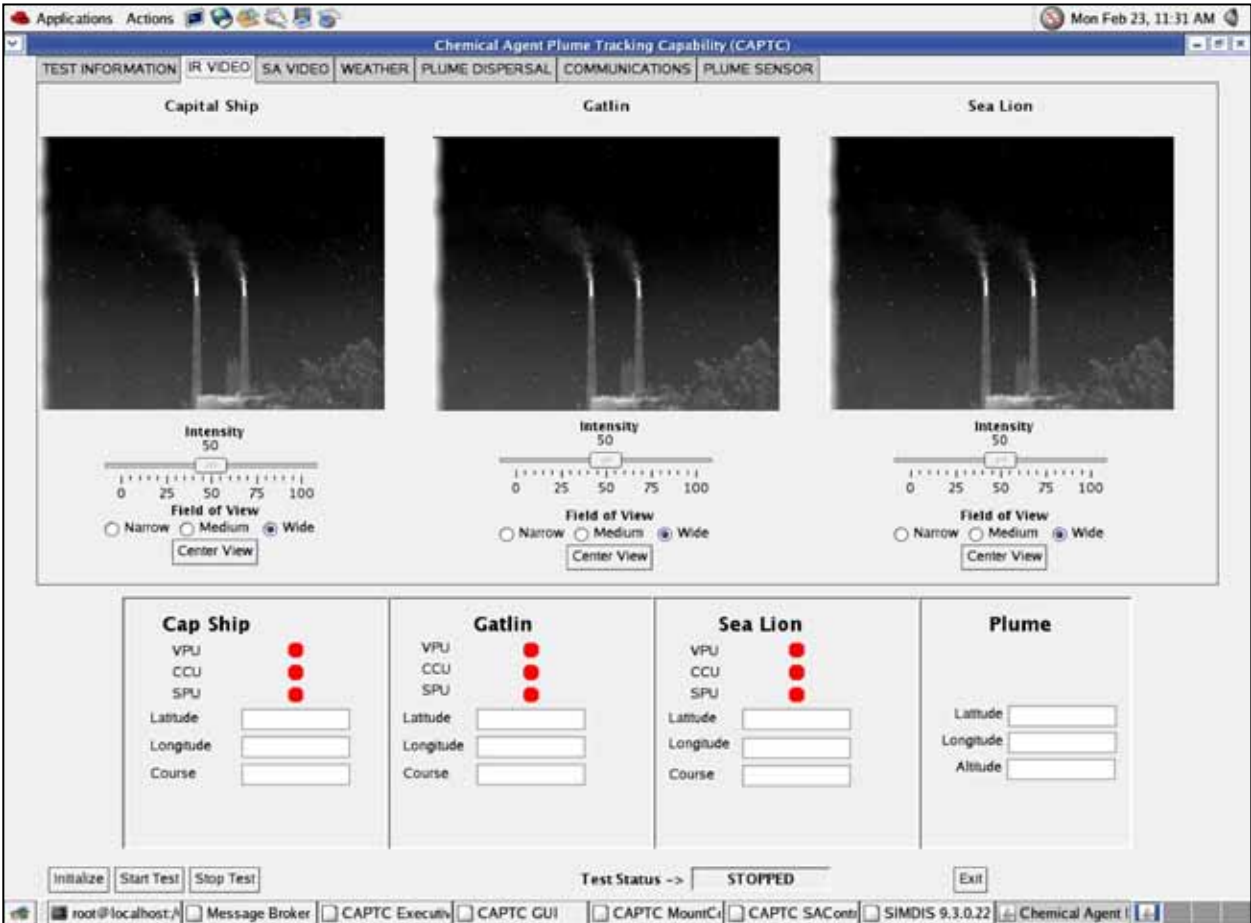 Applications Actions Mon Feb 23, 11:31 AM
Chemical Agent Plume Tracking Capability (CAPTC)
TEST INFORMATION IR VIDEO SA VIDEO WEATHER PLUME DISPERSAL COMMUNICATIONS PLUME SENSOR
Capital Ship Gatlin Sea Lion
Intensity Intensity Intensity
50 50 50
0 25 50 75 100 0 25 50 75 100 0 25 50 75 100
Field of View Field of View Field of View
Narrow Medium Wide Narrow Medium Wide Narrow Medium Wide
Center View Center View Center View
Cap Ship Gatlin Sea Lion Plume
VPU VPU VPU
CCU CCU CCU
SPU SPU SPU
Latitude Latitude Latitude Latitude
Longitude Longitude Longitude Longitude
Course Course Course Altitude
Initialize Start Test Stop Test Test Status -> STOPPED Exit
root@localhost:/ Message Broker CAPTC Executiv CAPTC GUI CAPTC MountC CAPTC SAContr SIMDIS 9.3.0.22 Chemical Agent